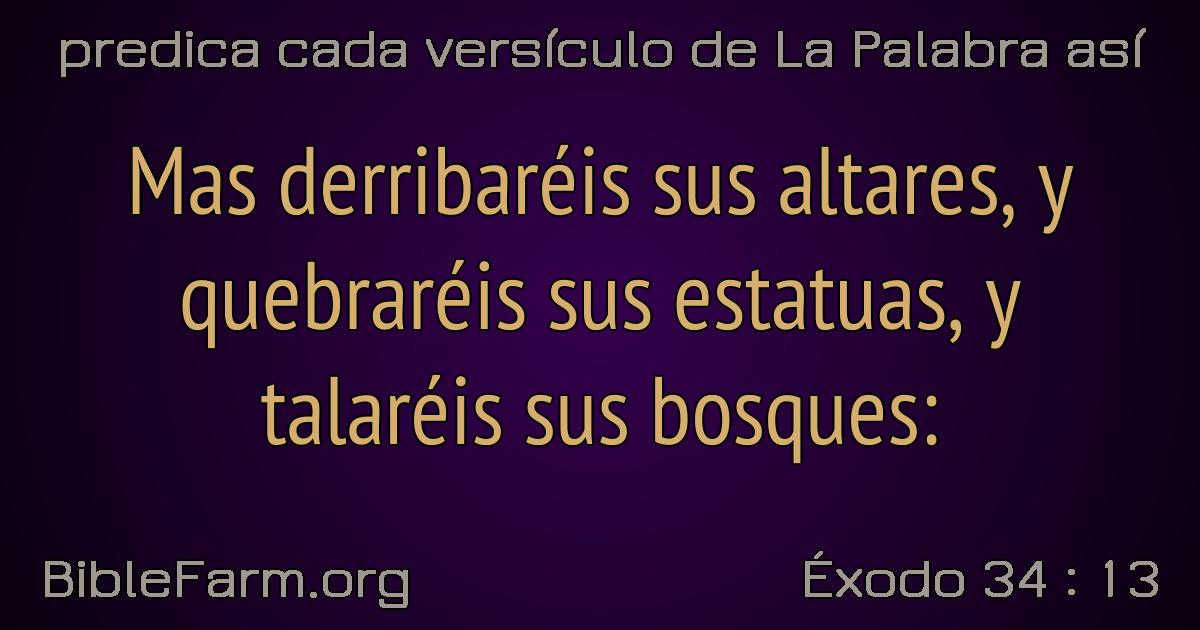 predica cada versículo de La Palabra así
Mas derribaréis sus altares, y
quebraréis sus estatuas, y
talaréis sus bosques:
BibleFarm.org
Éxodo 34 : 13